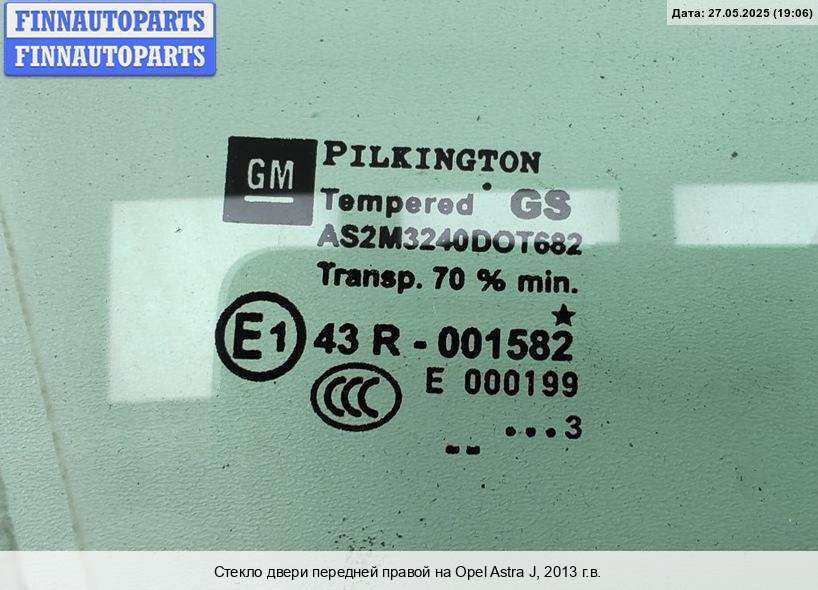 FINNAUTOPARTS
FINNAUTOPARTS
Дата: 27.05.2025 (19:06)
GM
PILKINGTON
Tempered GS
AS2M3240DOT682
Transp. 70 % min.
E1 43 R - 001582
CCC E 000199
...3
Стекло двери передней правой на Opel Astra J, 2013 г.в.